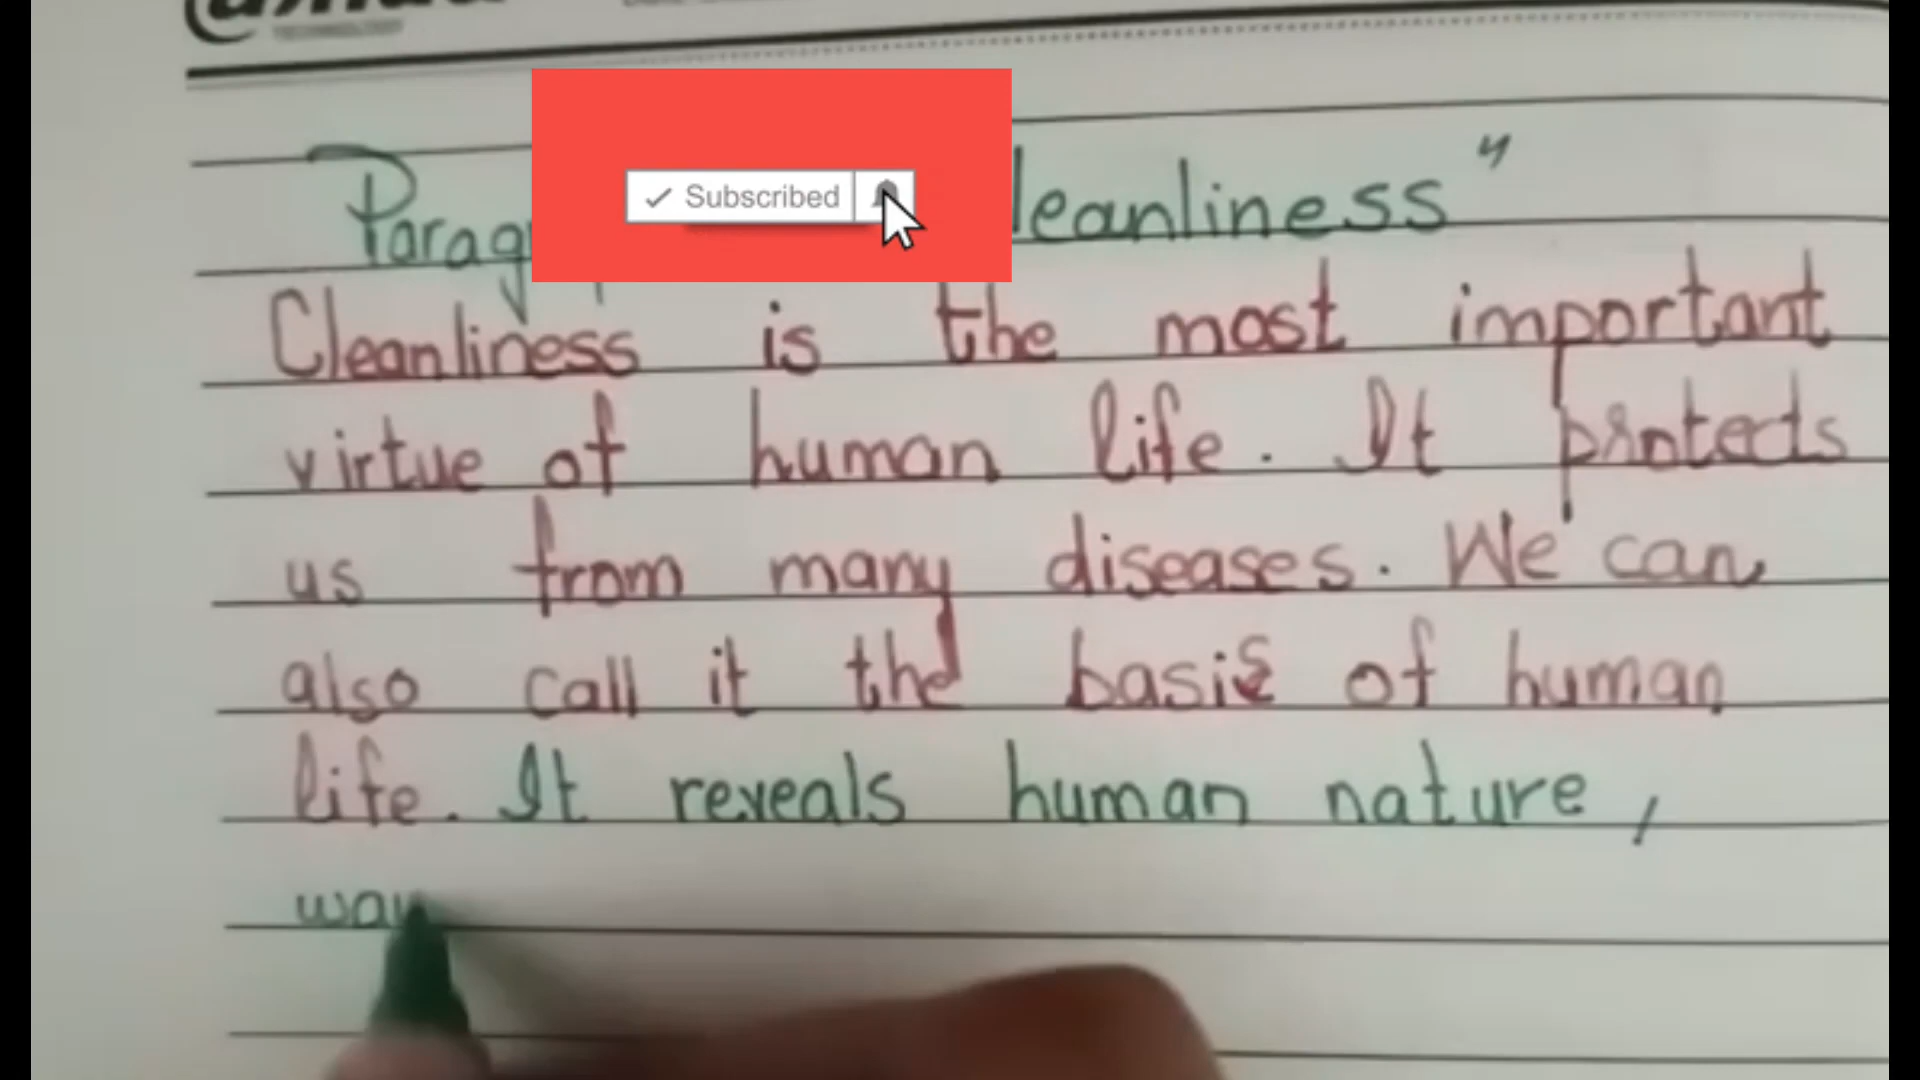 TECHNOLOGY
Subscribed
leanliness"
Cleanliness is the most important
virtue of human life. It protects
us from many diseases. We can
also call it the basis of human
life. It reveals human nature,